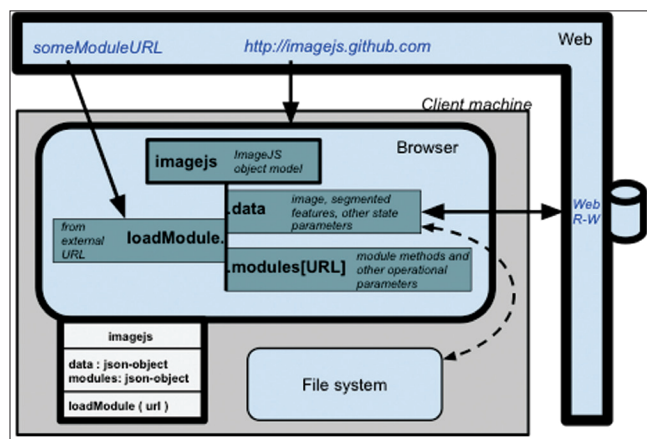 someModuleURL
http://imagejs.github.com
Web
Client machine
Browser
imagejs
ImageJS
object model
.data
image, segmented
features, other state
parameters
from
external
URL
loadModule.
.modules[URL]
module methods and
other operational
parameters
Web
R-W
imagejs
data : json-object
modules: json-object
loadModule ( url )
File system